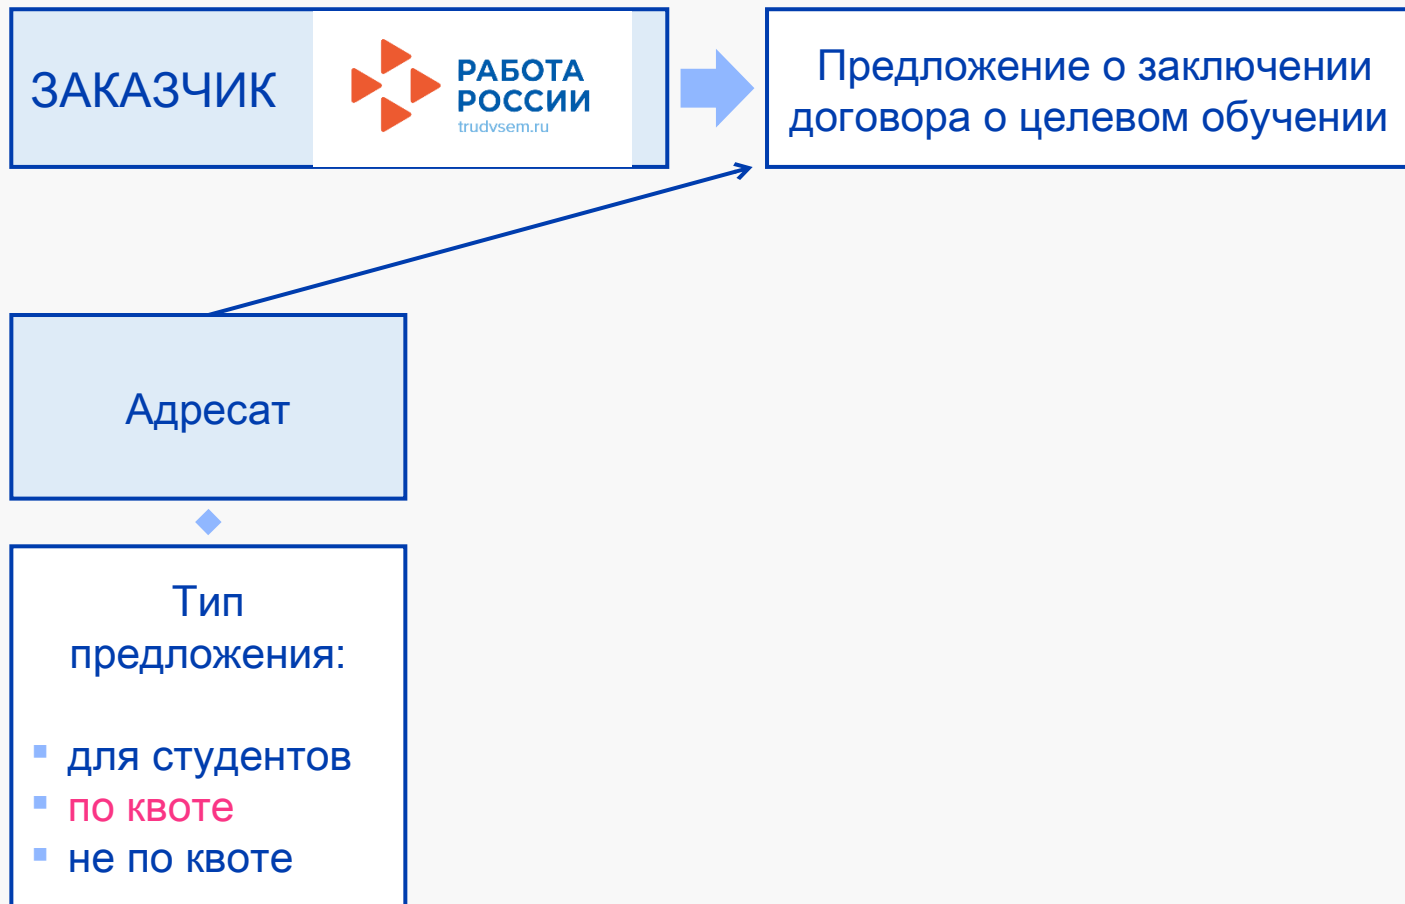 ЗАКАЗЧИК
РАБОТА
РОССИИ
trudvsem.ru
Предложение о заключении
договора о целевом обучении
Адресат
Тип
предложения:
для студентов
по квоте
не по квоте